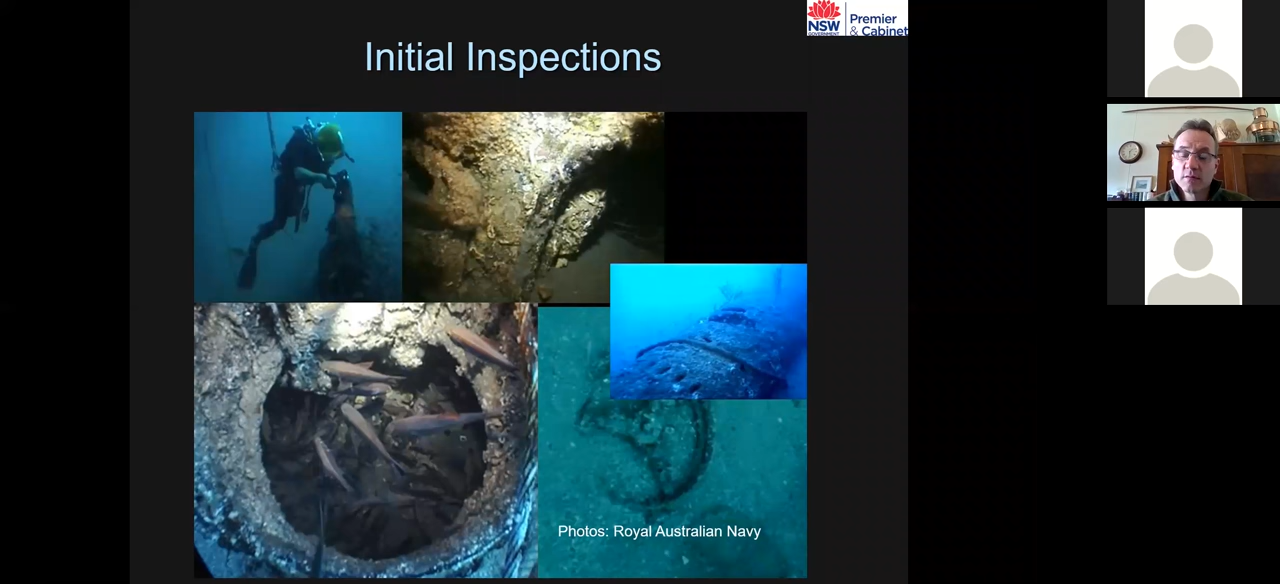 Initial Inspections
NSW
GOVERNMENT
Premier
& Cabinet
Photos: Royal Australian Navy